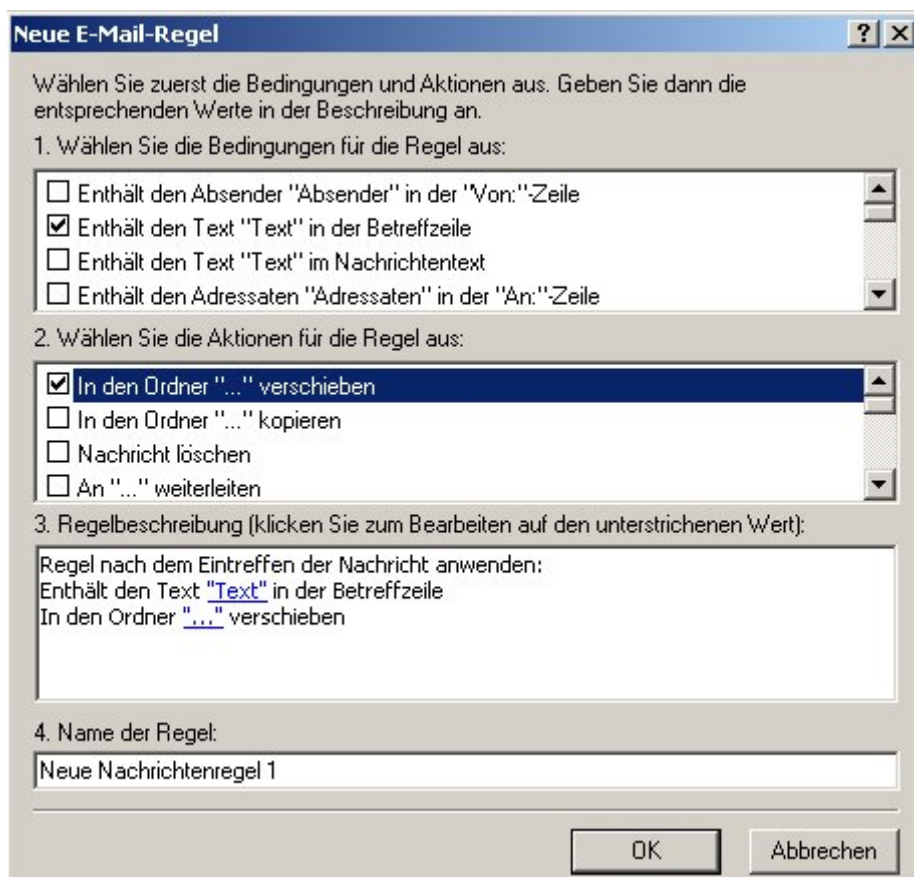 Neue E-Mail-Regel
Wählen Sie zuerst die Bedingungen und Aktionen aus. Geben Sie dann die
entsprechenden Werte in der Beschreibung an.
1. Wählen Sie die Bedingungen für die Regel aus:
Enthält den Absender "Absender" in der "Von:"-Zeile
Enthält den Text "Text" in der Betreffzeile
Enthält den Text "Text" im Nachrichtentext
Enthält den Adressaten "Adressaten" in der "An:"-Zeile
2. Wählen Sie die Aktionen für die Regel aus:
In den Ordner "..." verschieben
In den Ordner "..." kopieren
Nachricht löschen
An "..." weiterleiten
3. Regelbeschreibung (klicken Sie zum Bearbeiten auf den unterstrichenen Wert):
Regel nach dem Eintreffen der Nachricht anwenden:
Enthält den Text "Text" in der Betreffzeile
In den Ordner "..." verschieben
4. Name der Regel:
Neue Nachrichtenregel 1
OK Abbrechen